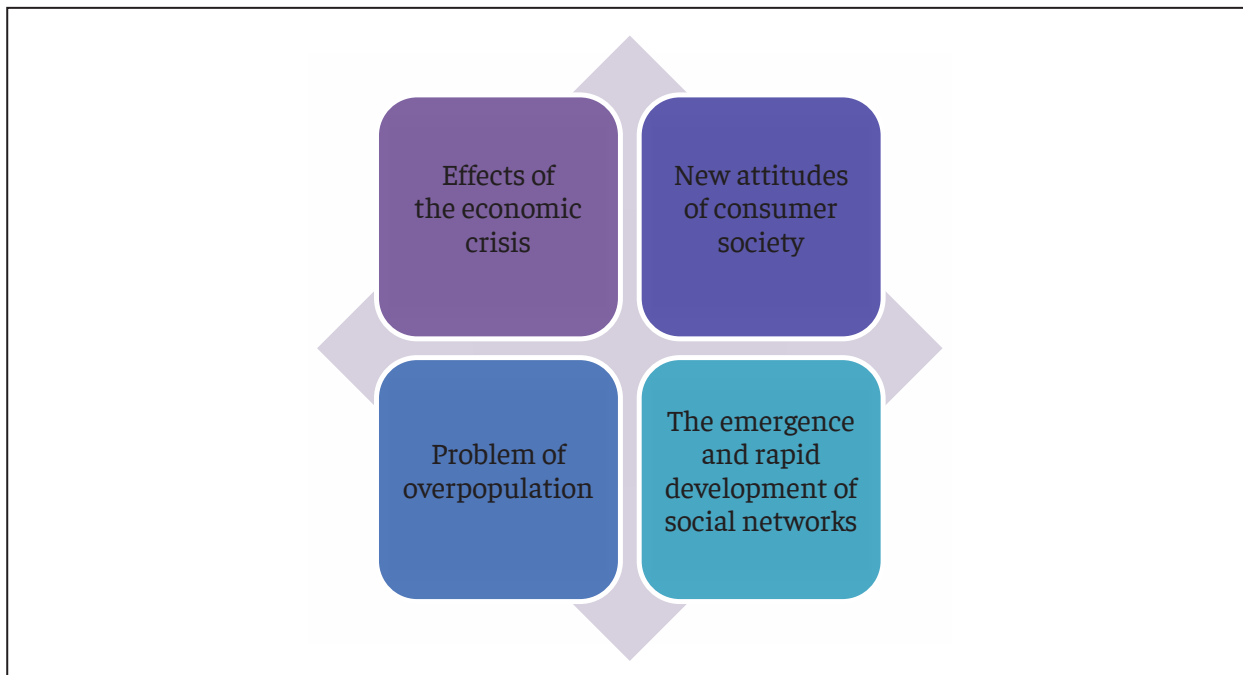 Effects of
the economic
crisis
New attitudes
of consumer
society
Problem of
overpopulation
The emergence
and rapid
development of
social networks